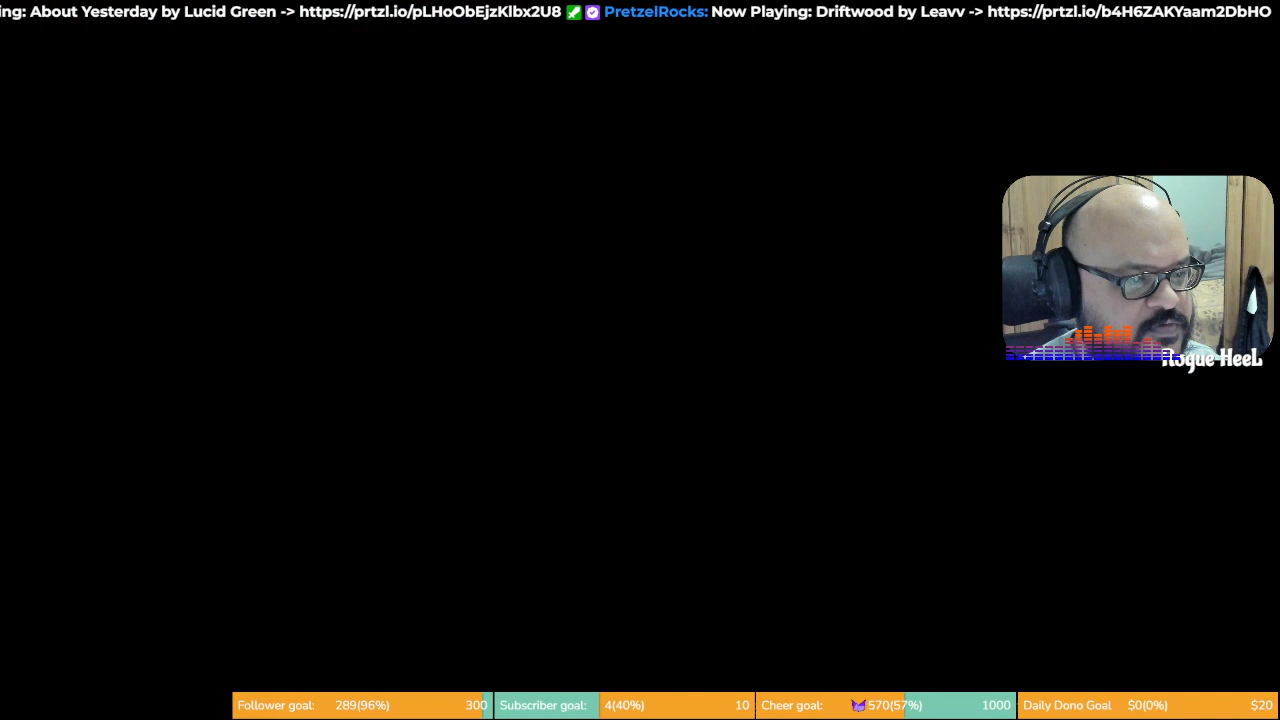 ing: About Yesterday by Lucid Green -> https://prtzl.io/pLHoObEjzKlbx2U8 PretzelRocks: Now Playing: Driftwood by Leavv -> https://prtzl.io/b4H6ZAKYaam2DbHO
Rogue Heel
Follower goal: 289(96%) 300 Subscriber goal: 4(40%) 10 Cheer goal: 570(57%) 1000 Daily Dono Goal $0(0%) $20